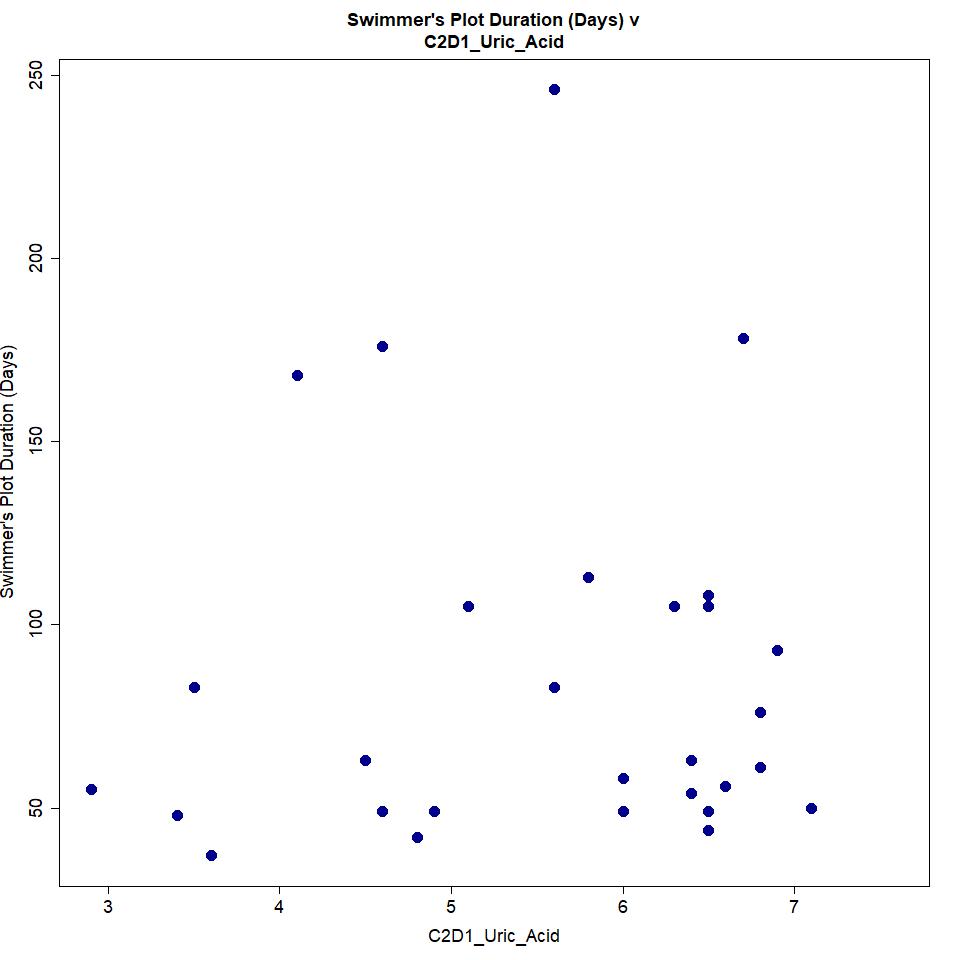 Swimmer's Plot Duration (Days) v
C2D1_Uric_Acid
250
200
150
100
50
Swimmer's Plot Duration (Days)
3 4 5 6 7
C2D1_Uric_Acid